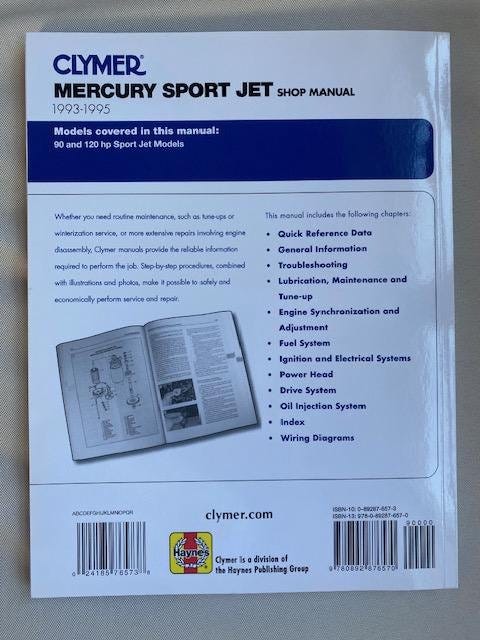 CLYMER®
MERCURY SPORT JET SHOP MANUAL
1993-1995
Models covered in this manual:
90 and 120 hp Sport Jet Models
Whether you need routine maintenance, such as tune-ups or
winterization service, or more extensive repairs involving engine
disassembly, Clymer manuals provide the reliable information
required to perform the job. Step-by-step procedures, combined
with illustrations and photos, make it possible to safely and
economically perform service and repair.
This manual includes the following chapters:
• Quick Reference Data
• General Information
• Troubleshooting
• Lubrication, Maintenance and
Tune-up
• Engine Synchronization and
Adjustment
• Fuel System
• Ignition and Electrical Systems
• Power Head
• Drive System
• Oil Injection System
• Index
• Wiring Diagrams
ABCDEFGHIJKLMNOPQR
0 24185 76573 8
clymer.com
Haynes
Clymer is a division of
the Haynes Publishing Group
ISBN-10: 0-89287-657-3
ISBN-13: 978-0-89287-657-0
90000
9 780892 876570